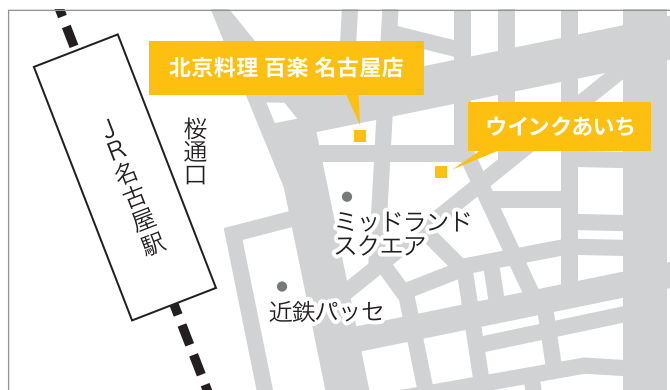 北京料理 百楽 名古屋店
ウインクあいち
桜通口
JR名古屋駅
ミッドランド
スクエア
近鉄パッセ